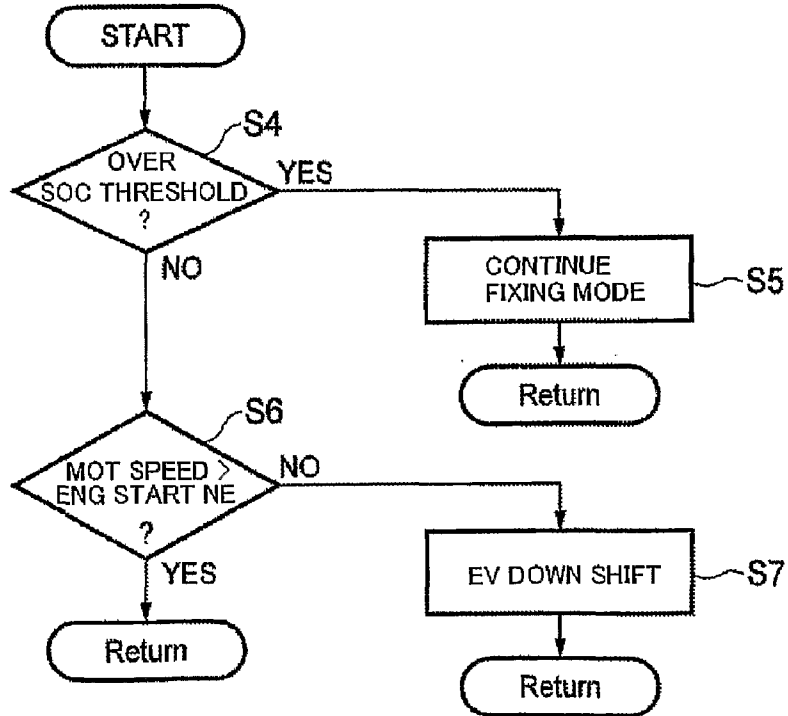 START
S4
OVER
SOC THRESHOLD
?
YES
NO
CONTINUE
FIXING MODE
S5
Return
S6
MOT SPEED >
ENG START NE
?
NO
YES
EV DOWN SHIFT
S7
Return
Return